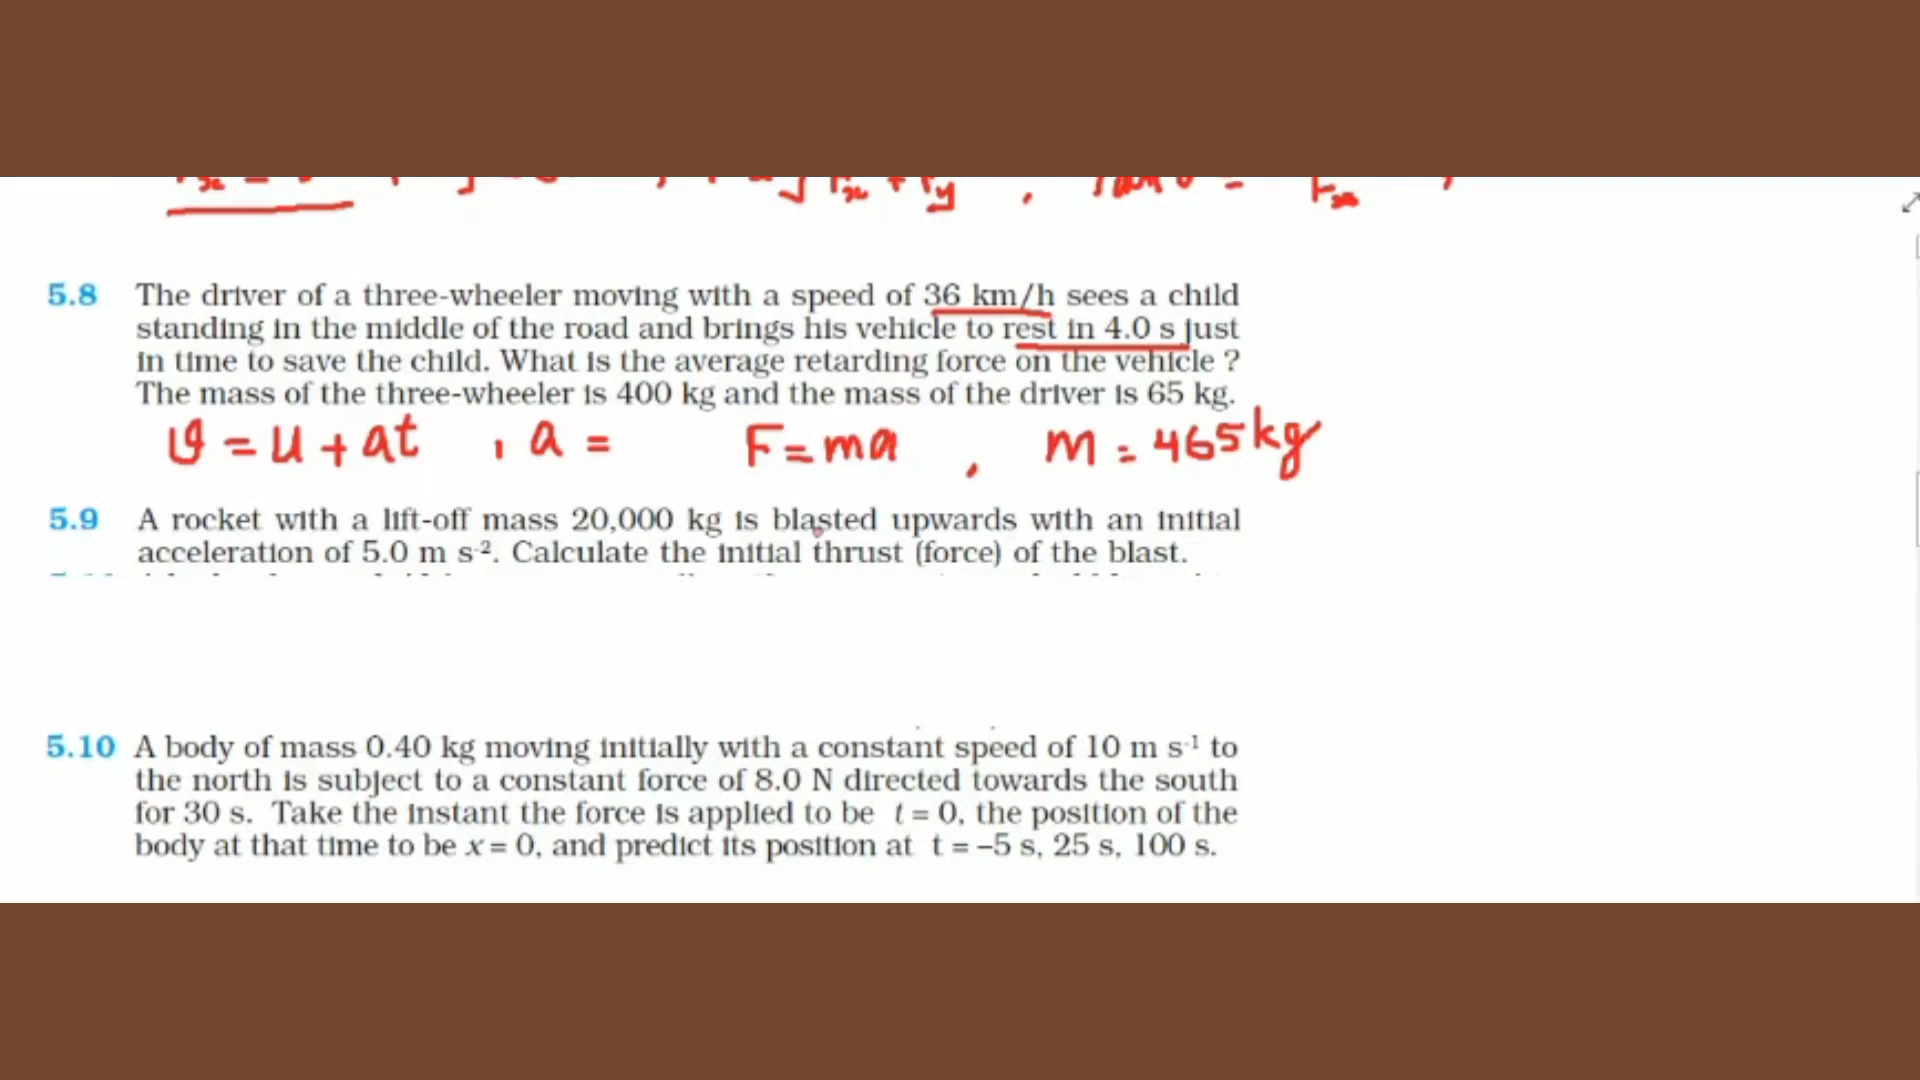 5.8 The driver of a three-wheeler moving with a speed of 36 km/h sees a child
standing in the middle of the road and brings his vehicle to rest in 4.0 s just
in time to save the child. What is the average retarding force on the vehicle ?
The mass of the three-wheeler is 400 kg and the mass of the driver is 65 kg.
v = u + at , a = F = ma , m = 465 kg
5.9 A rocket with a lift-off mass 20,000 kg is blasted upwards with an initial
acceleration of 5.0 m s⁻². Calculate the initial thrust (force) of the blast.
5.10 A body of mass 0.40 kg moving initially with a constant speed of 10 m s⁻¹ to
the north is subject to a constant force of 8.0 N directed towards the south
for 30 s. Take the instant the force is applied to be t = 0, the position of the
body at that time to be x = 0, and predict its position at t = –5 s, 25 s, 100 s.